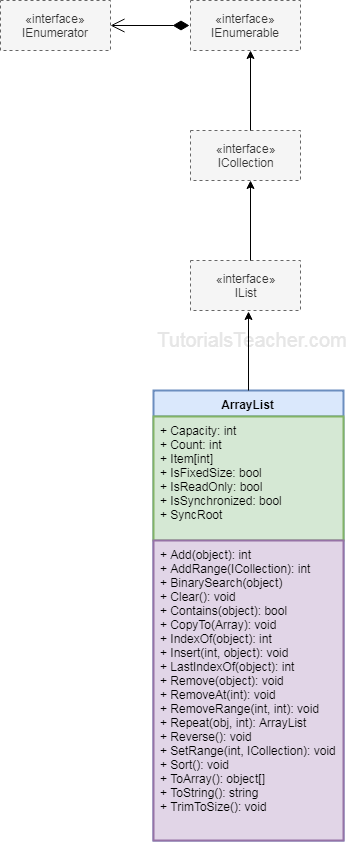 «interface»
IEnumerator
«interface»
IEnumerable
«interface»
ICollection
«interface»
IList
TutorialsTeacher.com
ArrayList
+ Capacity: int
+ Count: int
+ Item[int]
+ IsFixedSize: bool
+ IsReadOnly: bool
+ IsSynchronized: bool
+ SyncRoot
+ Add(object): int
+ AddRange(ICollection): int
+ BinarySearch(object)
+ Clear(): void
+ Contains(object): bool
+ CopyTo(Array): void
+ IndexOf(object): int
+ Insert(int, object): void
+ LastIndexOf(object): int
+ Remove(object): void
+ RemoveAt(int): void
+ RemoveRange(int, int): void
+ Repeat(obj, int): ArrayList
+ Reverse(): void
+ SetRange(int, ICollection): void
+ Sort(): void
+ ToArray(): object[]
+ ToString(): string
+ TrimToSize(): void